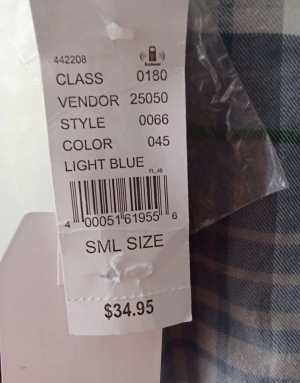 442208
CLASS 0180
VENDOR 25050
STYLE 0066
COLOR 045
LIGHT BLUE
4 00051 61955 6
SML SIZE
$34.95